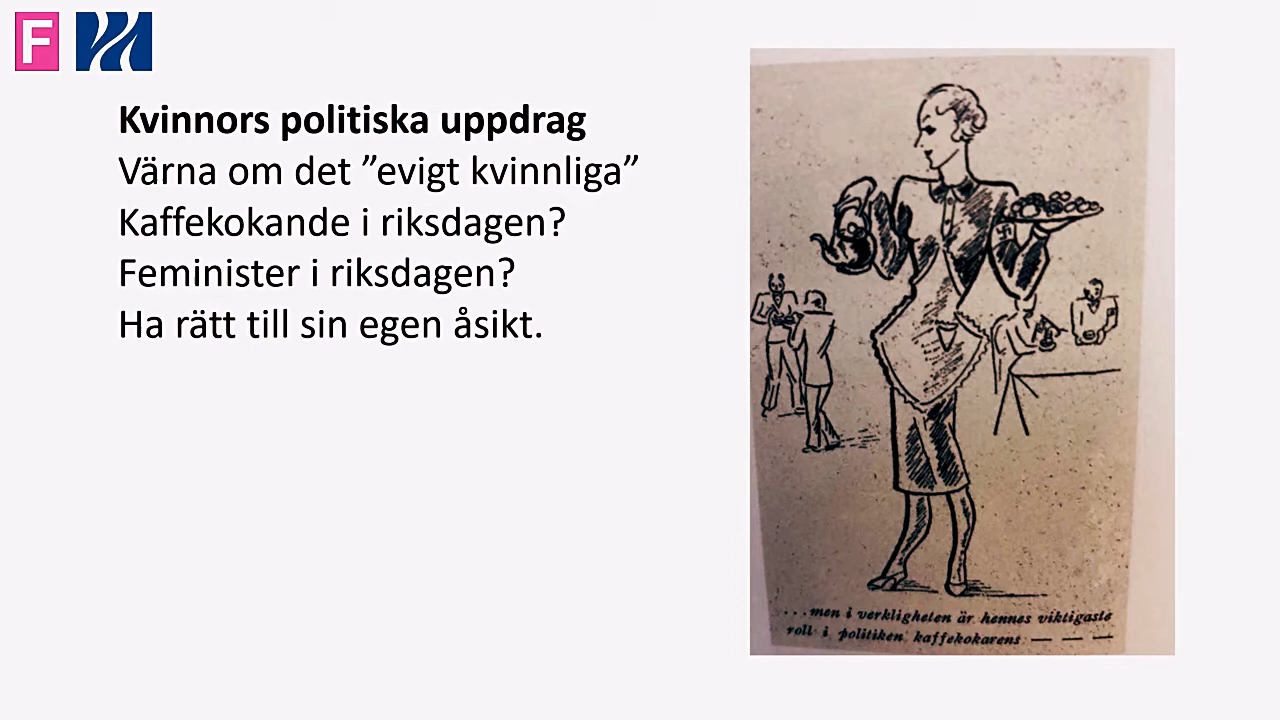 F
Kvinnors politiska uppdrag
Värna om det ”evigt kvinnliga”
Kaffekokande i riksdagen?
Feminister i riksdagen?
Ha rätt till sin egen åsikt.
...men i verkligheten är hennes viktigaste
roll i politiken kaffekokarens — — —